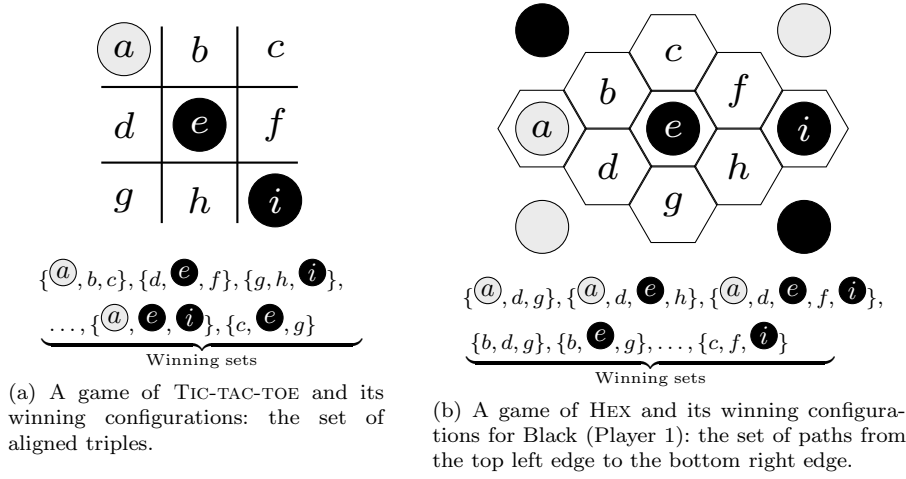 a b c
d e f
g h i
{a, b, c}, {d, e, f}, {g, h, i},
..., {a, e, i}, {c, e, g}
Winning sets
(a) A game of TIC-TAC-TOE and its
winning configurations: the set of
aligned triples.
c
b f
a e i
d h
g
{a, d, g}, {a, d, e, h}, {a, d, e, f, i},
{b, d, g}, {b, e, g}, ..., {c, f, i}
Winning sets
(b) A game of HEX and its winning configura-
tions for Black (Player 1): the set of paths from
the top left edge to the bottom right edge.